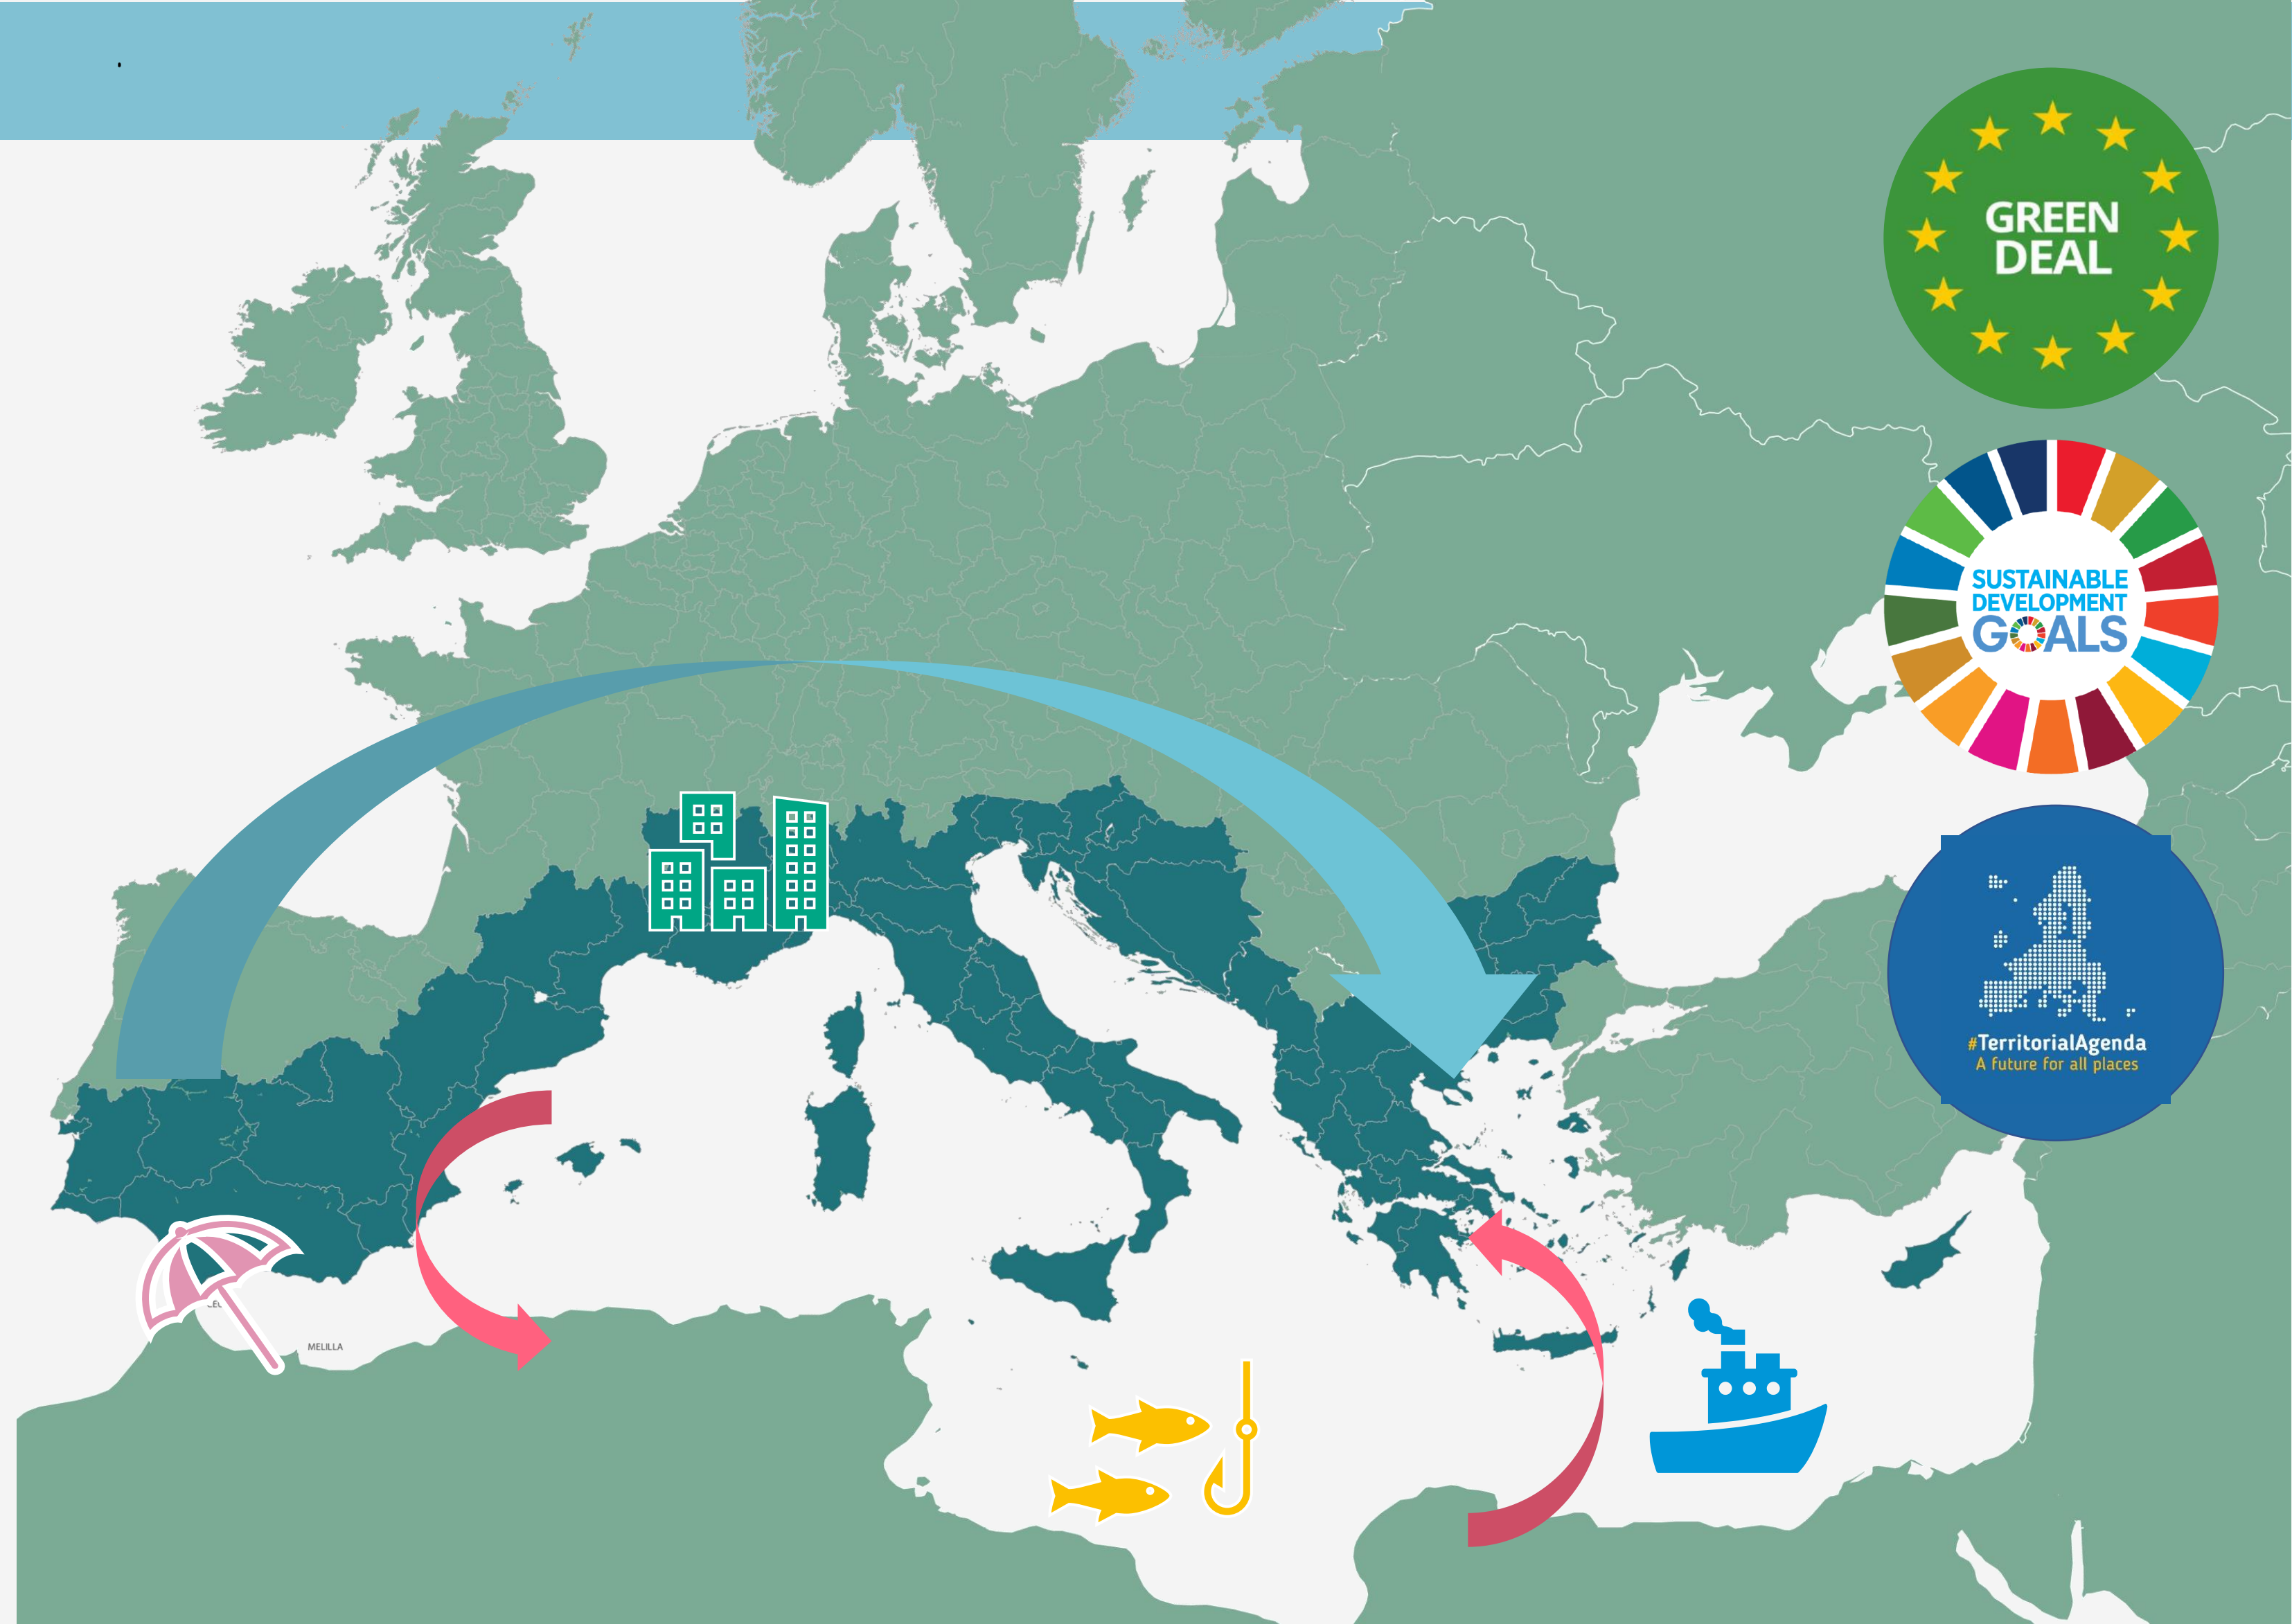 GREEN
DEAL
SUSTAINABLE
DEVELOPMENT
GOALS
#TerritorialAgenda
A future for all places
MELILLA